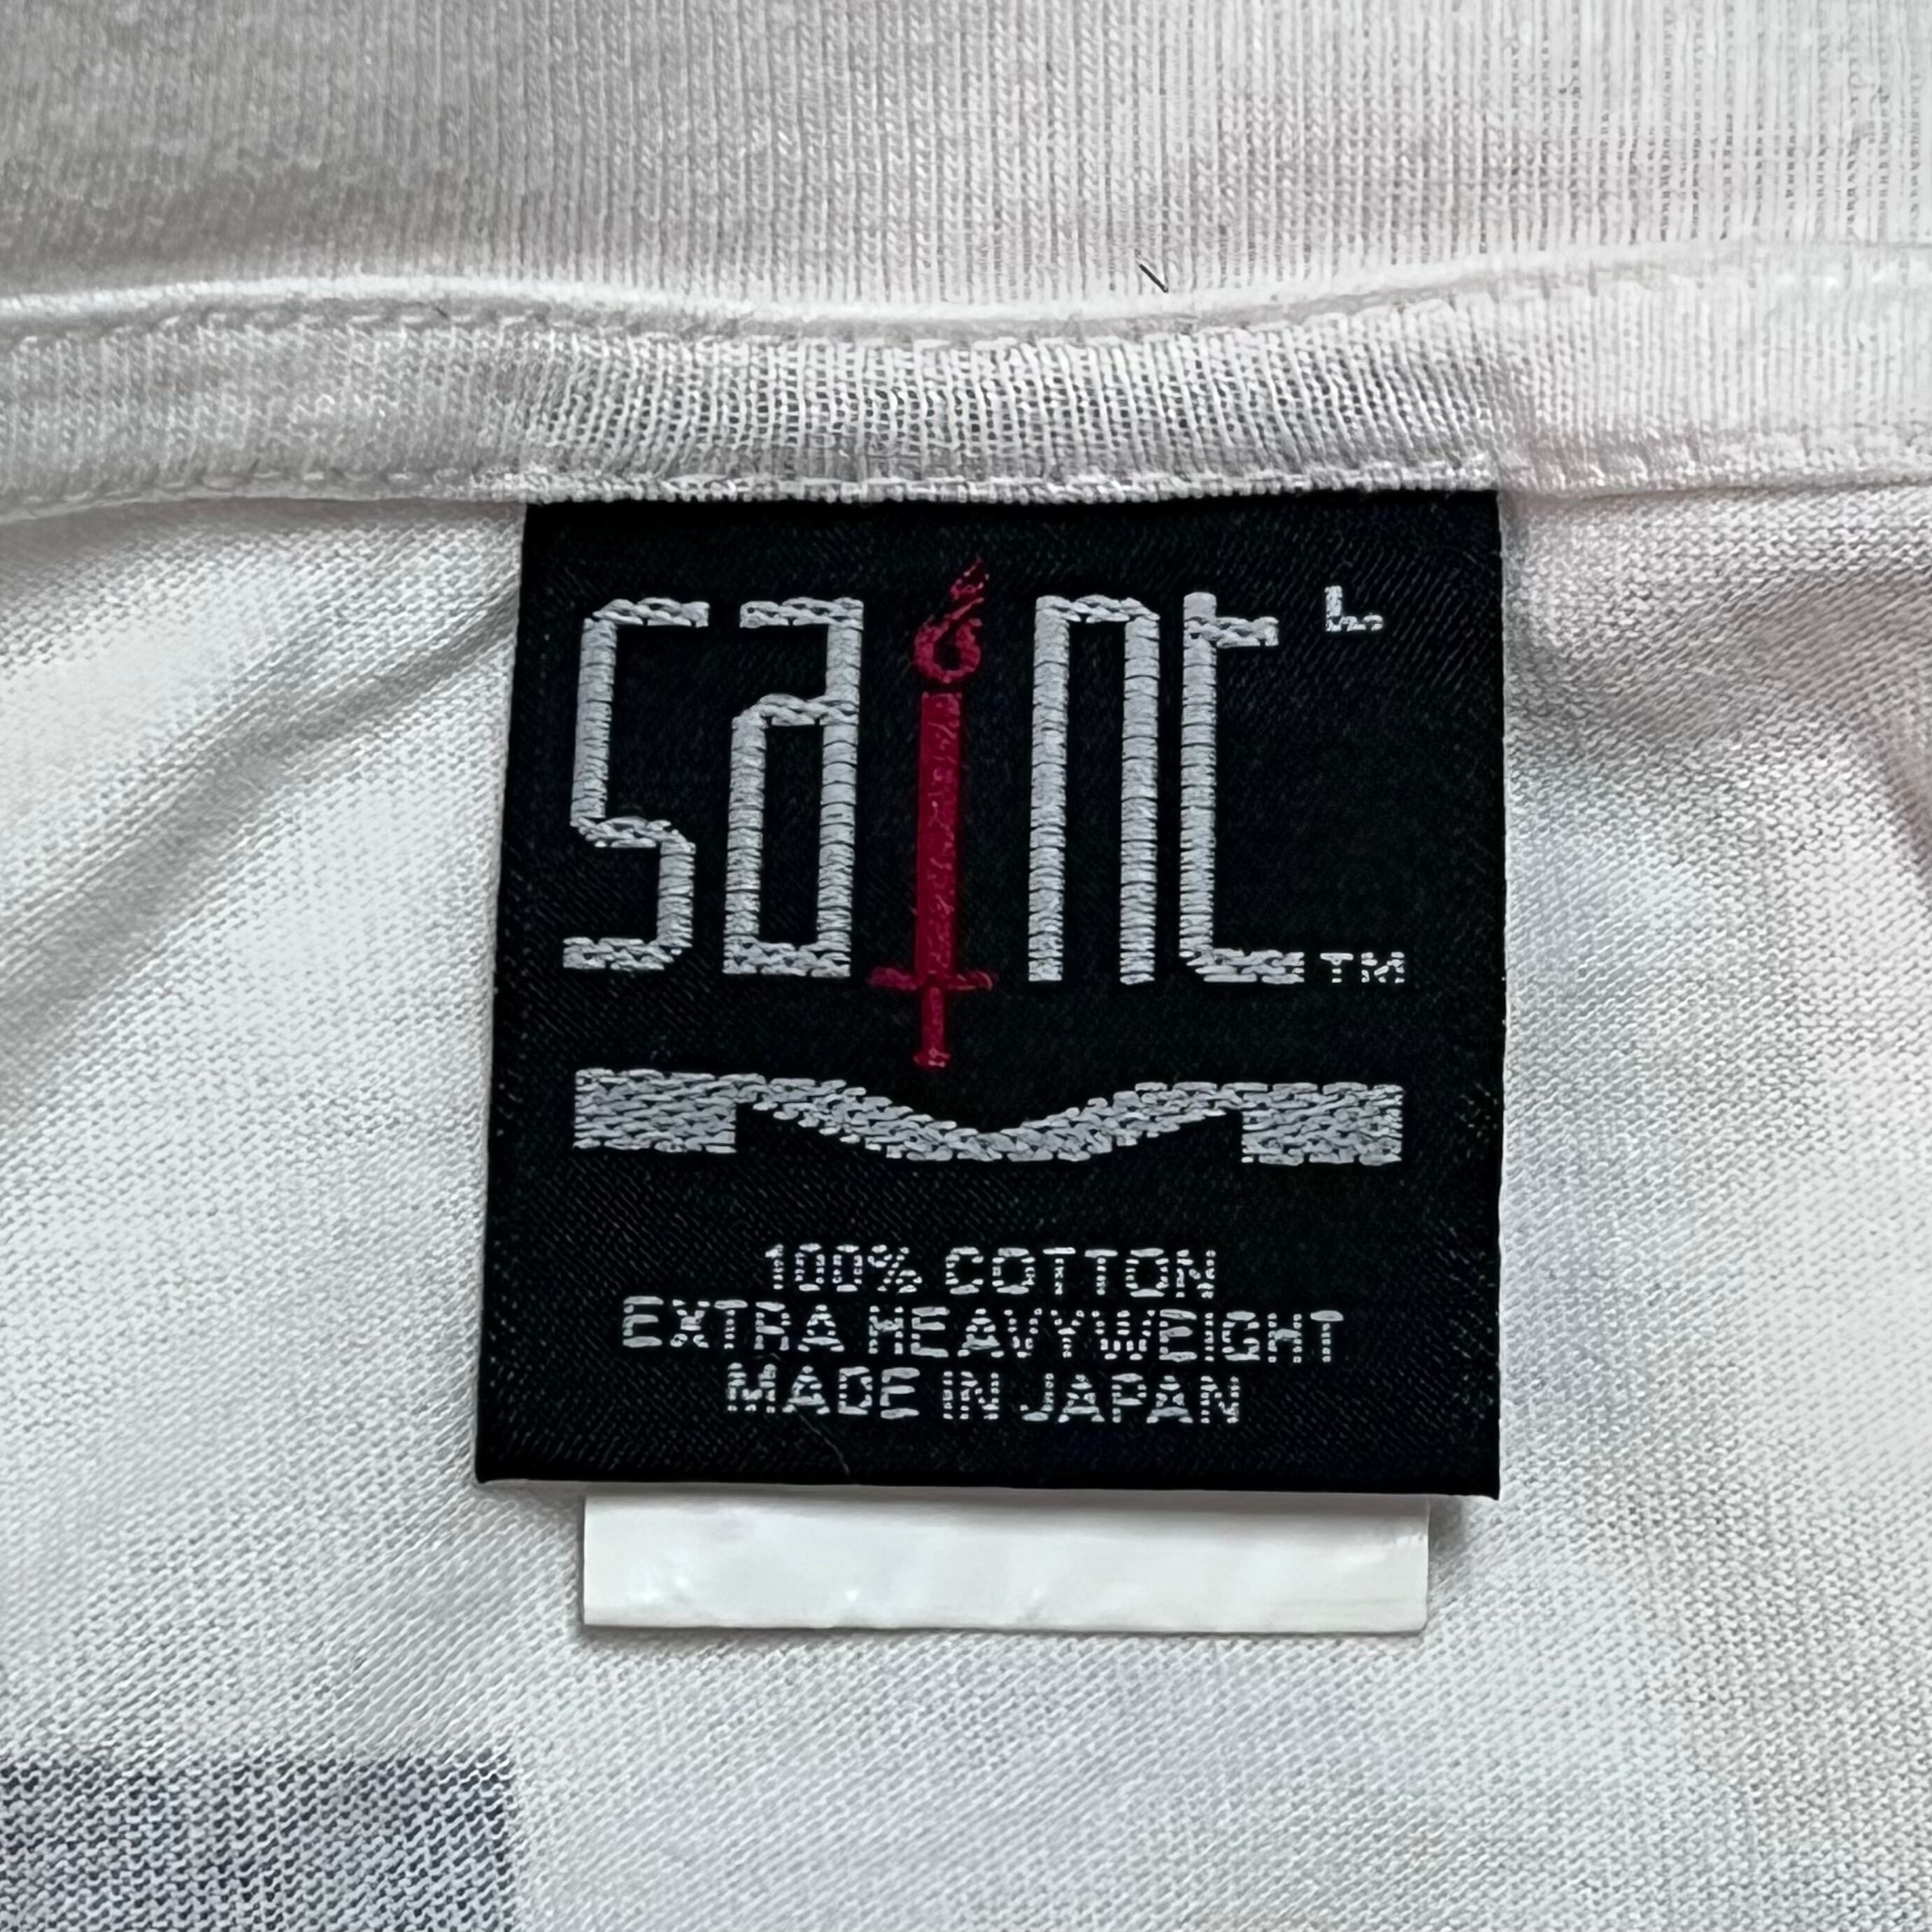 saint L
TM
100% COTTON
EXTRA HEAVYWEIGHT
MADE IN JAPAN